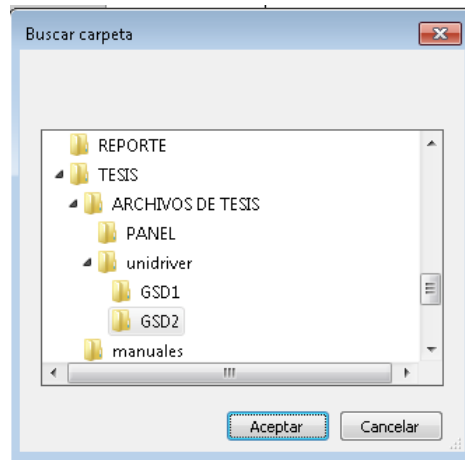 Buscar carpeta
REPORTE
TESIS
ARCHIVOS DE TESIS
PANEL
unidriver
GSD1
GSD2
manuales
Aceptar
Cancelar